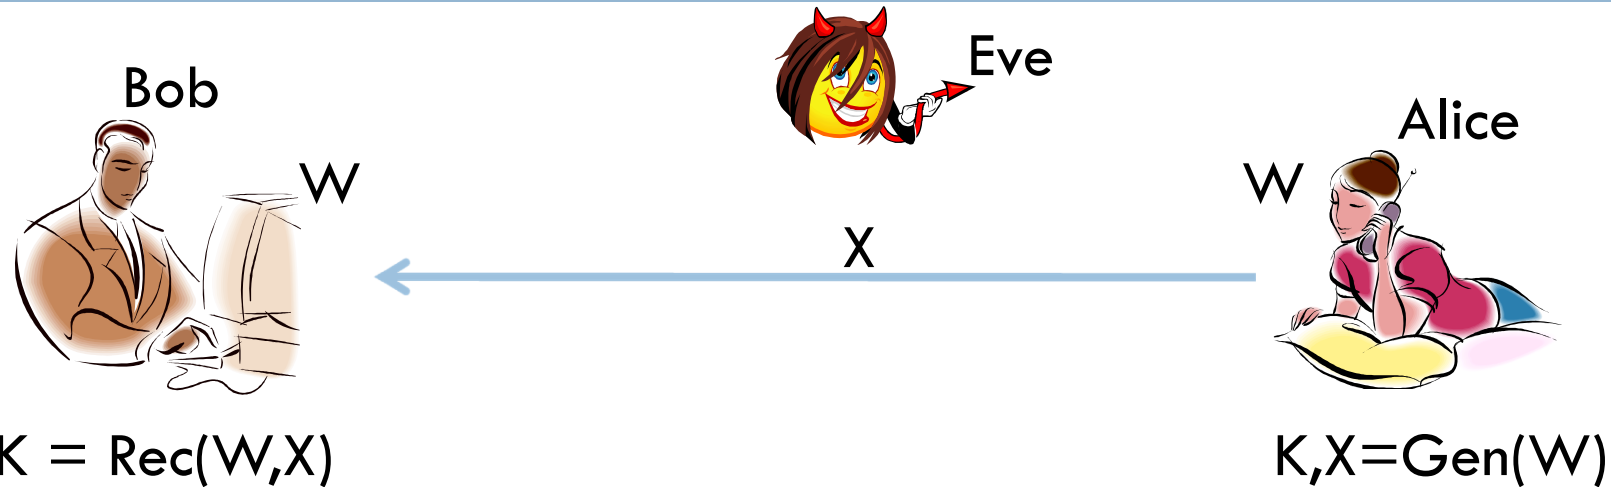 Eve
Bob
Alice
W
W
X
K = Rec(W,X)
K,X=Gen(W)